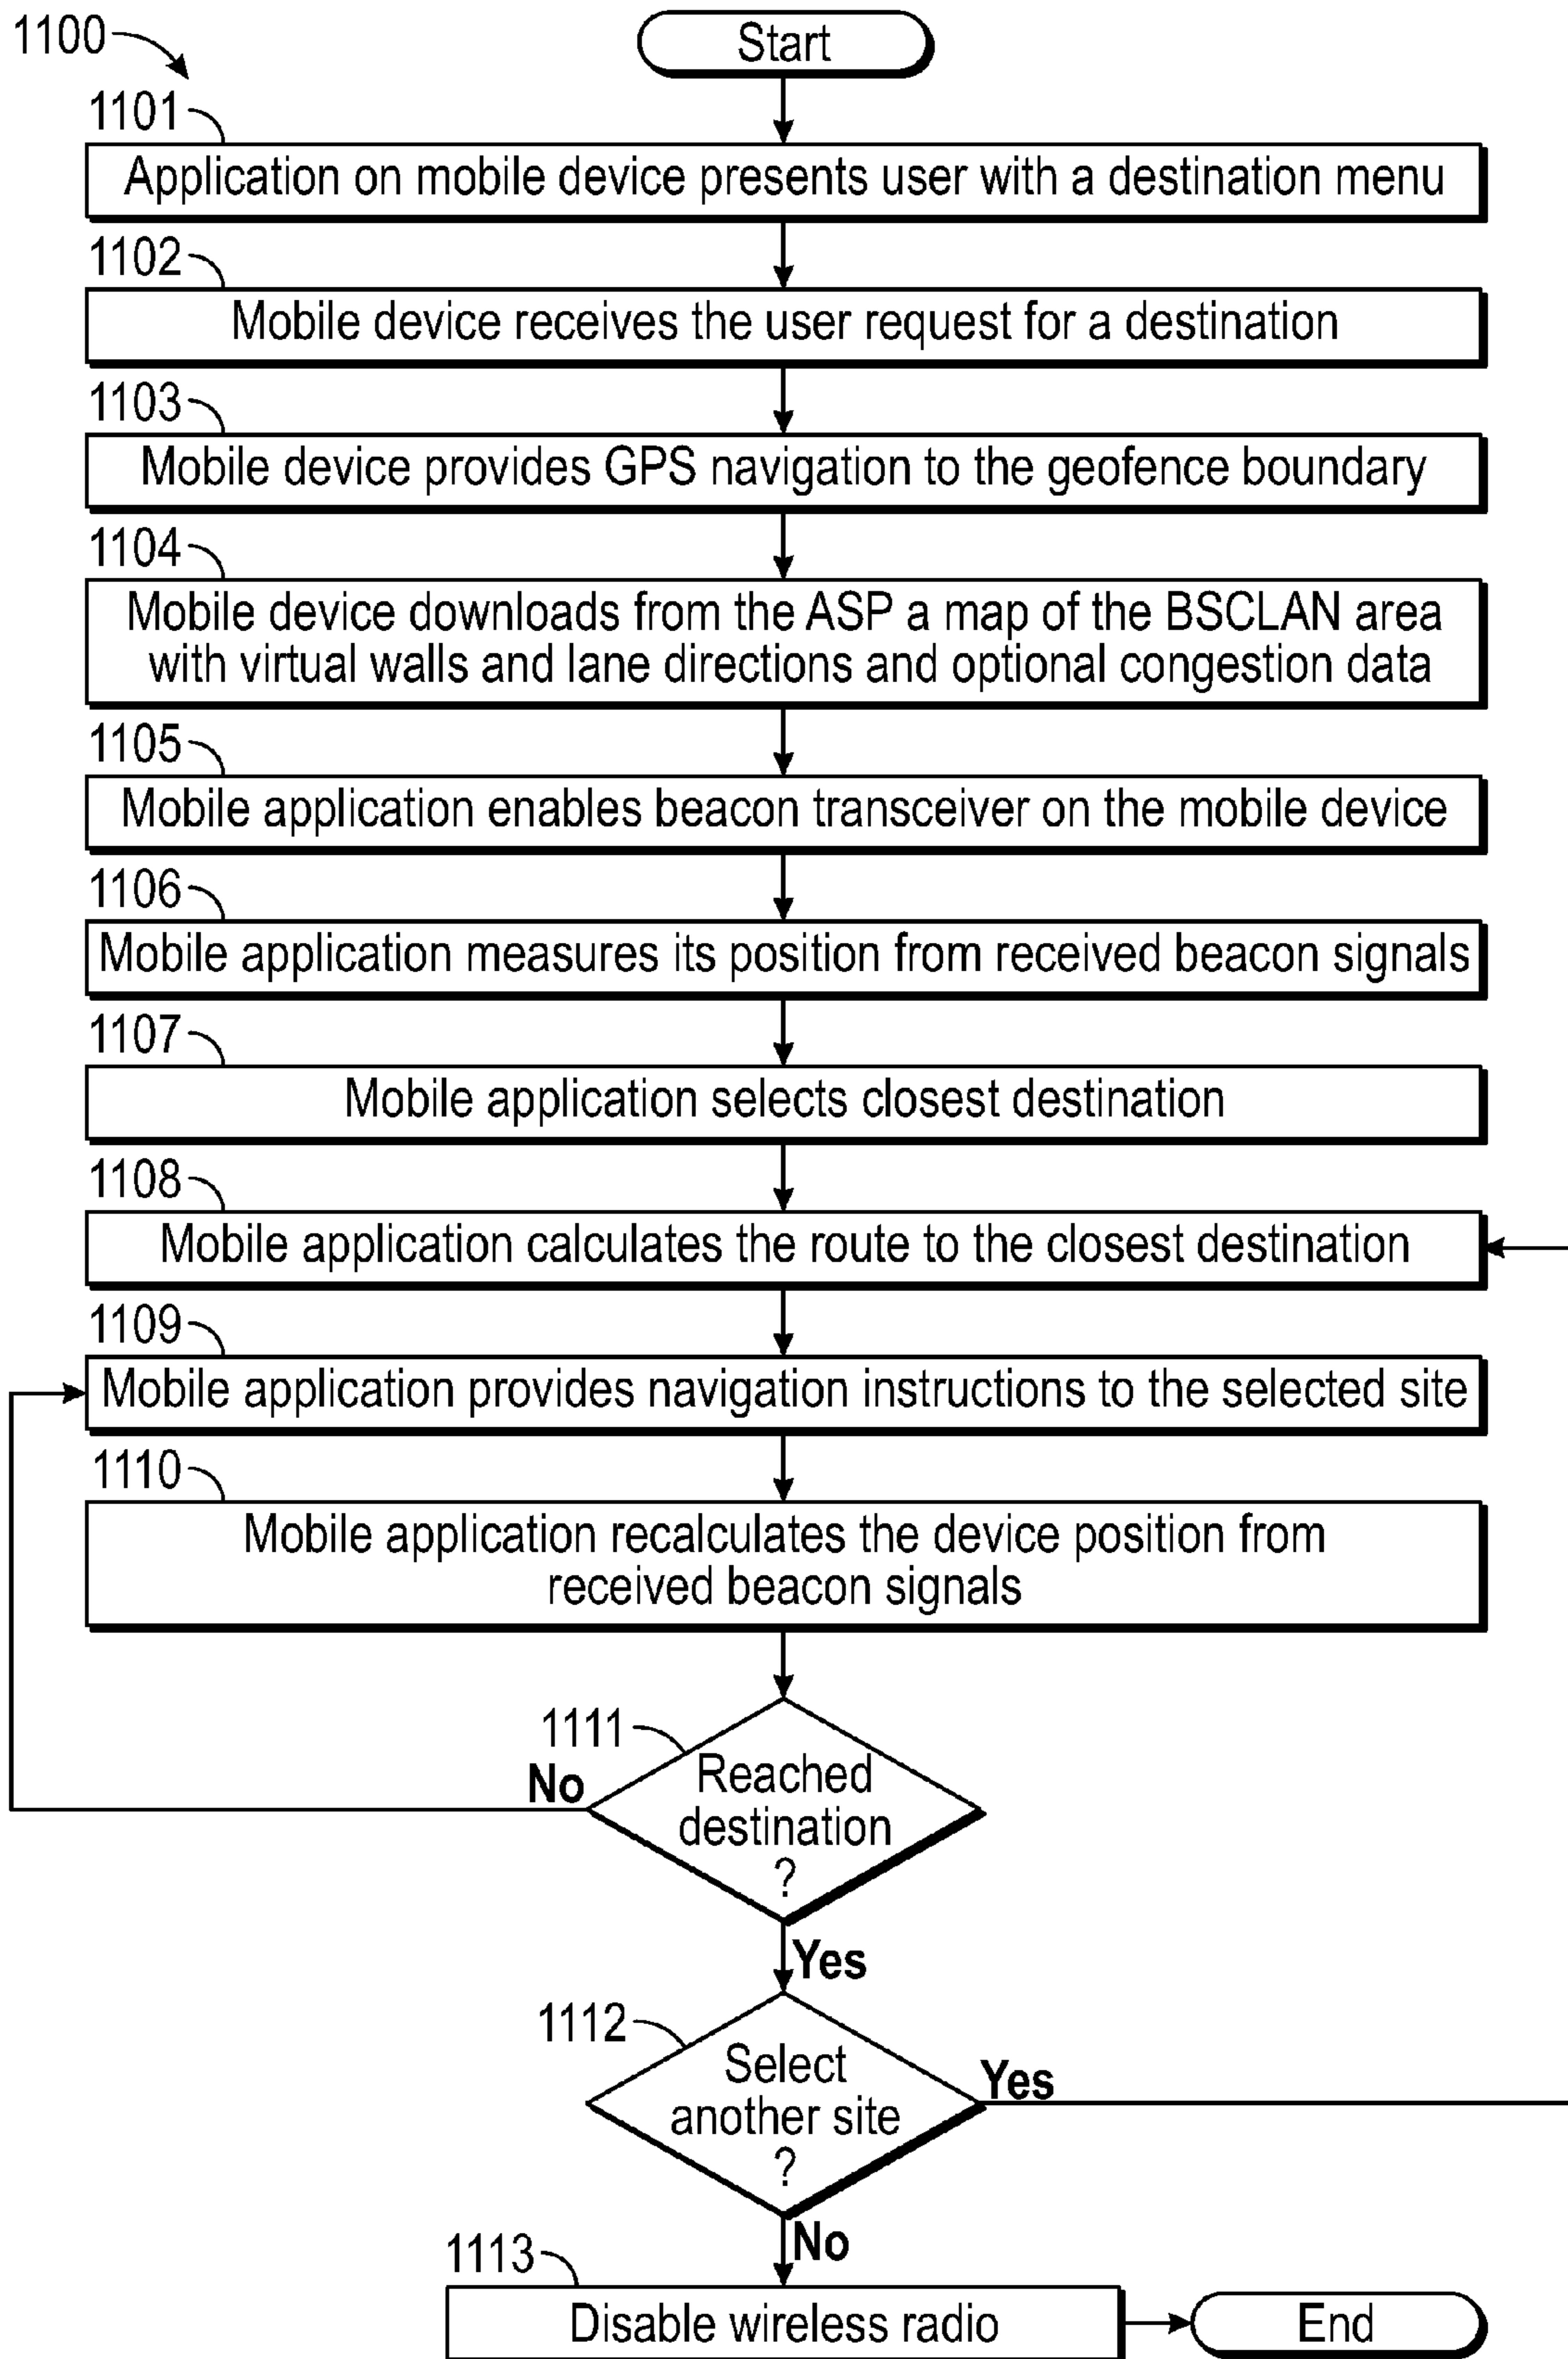 1100
Start
1101
Application on mobile device presents user with a destination menu
1102
Mobile device receives the user request for a destination
1103
Mobile device provides GPS navigation to the geofence boundary
1104
Mobile device downloads from the ASP a map of the BSCLAN area
with virtual walls and lane directions and optional congestion data
1105
Mobile application enables beacon transceiver on the mobile device
1106
Mobile application measures its position from received beacon signals
1107
Mobile application selects closest destination
1108
Mobile application calculates the route to the closest destination
1109
Mobile application provides navigation instructions to the selected site
1110
Mobile application recalculates the device position from
received beacon signals
1111
Reached
destination
?
No
Yes
1112
Select
another site
?
Yes
No
1113
Disable wireless radio
End